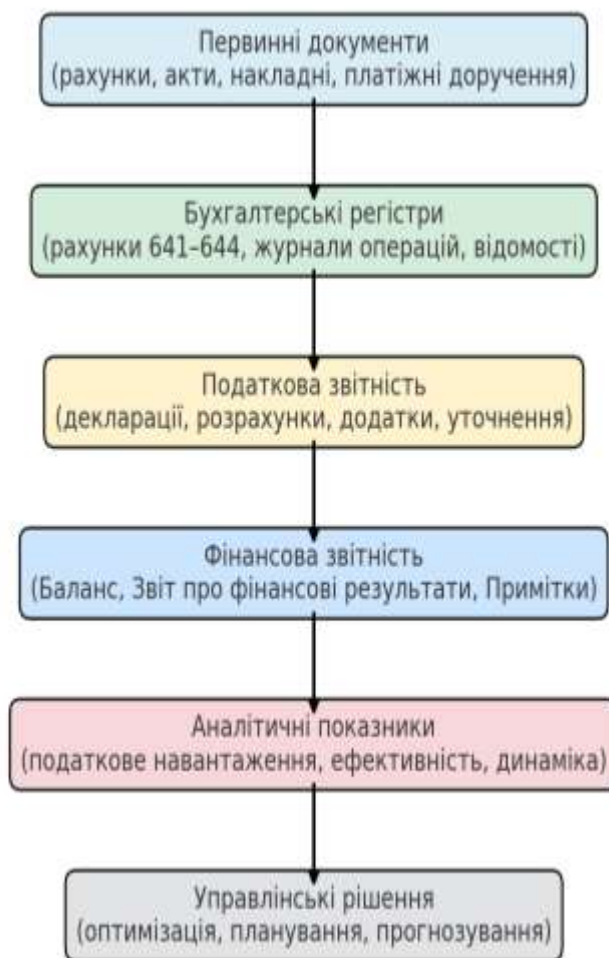 Первинні документи
(рахунки, акти, накладні, платіжні доручення)
Бухгалтерські регістри
(рахунки 641–644, журнали операцій, відомості)
Податкова звітність
(декларації, розрахунки, додатки, уточнення)
Фінансова звітність
(Баланс, Звіт про фінансові результати, Примітки)
Аналітичні показники
(податкове навантаження, ефективність, динаміка)
Управлінські рішення
(оптимізація, планування, прогнозування)